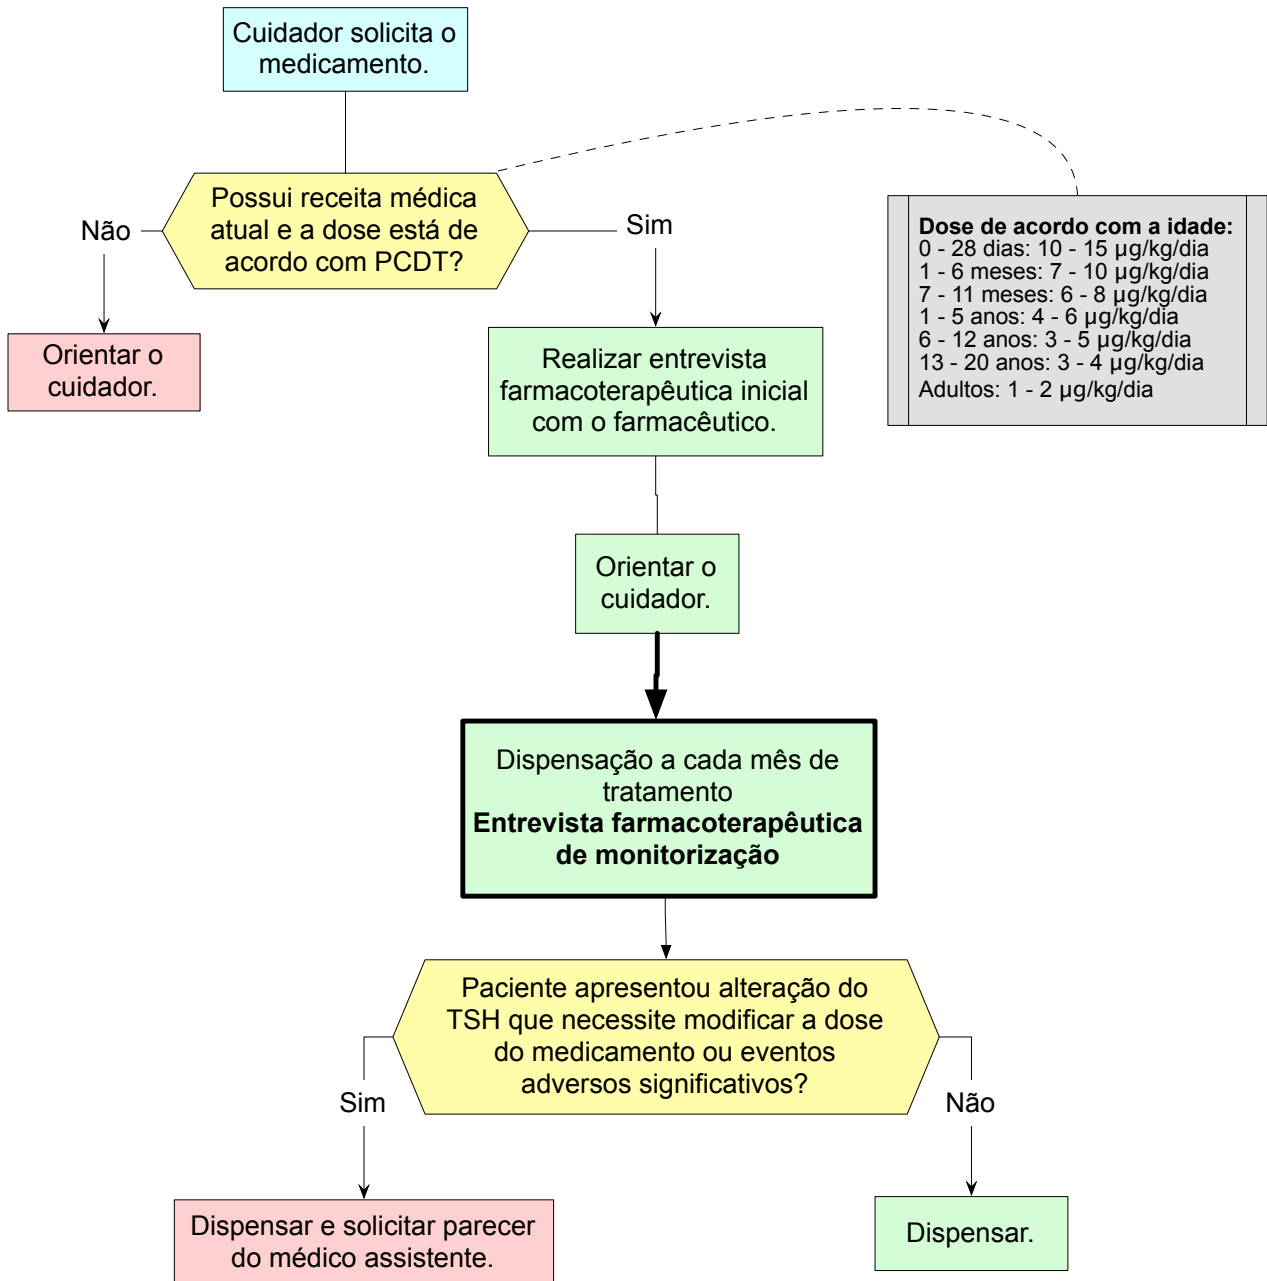 Cuidador solicita o
medicamento.
Possui receita médica
atual e a dose está de
acordo com PCDT?
Não
Sim
Dose de acordo com a idade:
0 - 28 dias: 10 - 15 µg/kg/dia
1 - 6 meses: 7 - 10 µg/kg/dia
7 - 11 meses: 6 - 8 µg/kg/dia
1 - 5 anos: 4 - 6 µg/kg/dia
6 - 12 anos: 3 - 5 µg/kg/dia
13 - 20 anos: 3 - 4 µg/kg/dia
Adultos: 1 - 2 µg/kg/dia
Orientar o
cuidador.
Realizar entrevista
farmacoterapêutica inicial
com o farmacêutico.
Orientar o
cuidador.
Dispensação a cada mês de
tratamento
Entrevista farmacoterapêutica
de monitorização
Paciente apresentou alteração do
TSH que necessite modificar a dose
do medicamento ou eventos
adversos significativos?
Sim
Não
Dispensar e solicitar parecer
do médico assistente.
Dispensar.